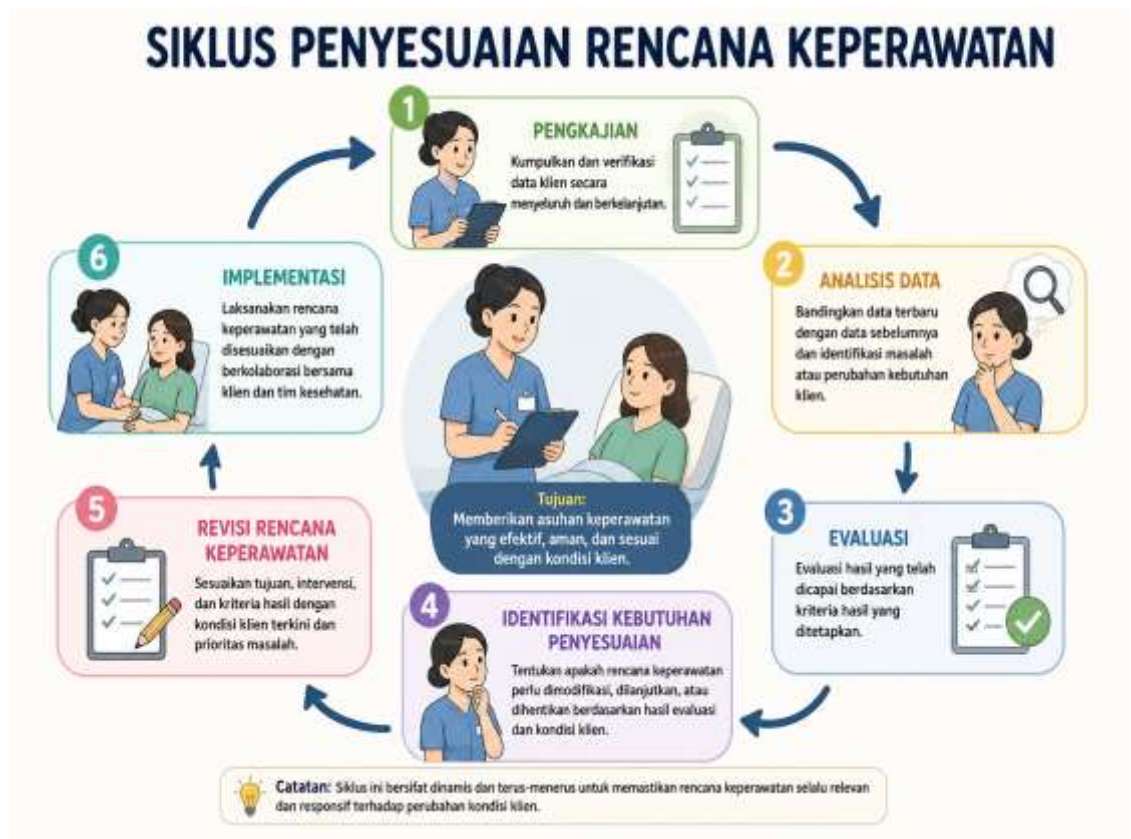 SIKLUS PENYESUAIAN RENCANA KEPERAWATAN
1
PENGKAJIAN
Kumpulkan dan verifikasi
data klien secara
menyeluruh dan berkelanjutan.
2
ANALISIS DATA
Bandingkan data terbaru
dengan data sebelumnya
dan identifikasi masalah
atau perubahan kebutuhan
klien.
3
EVALUASI
Evaluasi hasil yang telah
dicapai berdasarkan
kriteria hasil yang
ditetapkan.
4
IDENTIFIKASI KEBUTUHAN
PENYESUAIAN
Tentukan apakah rencana keperawatan
perlu dimodifikasi, dilanjutkan, atau
dihentikan berdasarkan hasil evaluasi
dan kondisi klien.
5
REVISI RENCANA
KEPERAWATAN
Sesuaikan tujuan, intervensi,
dan kriteria hasil dengan
kondisi klien terkini dan
prioritas masalah.
6
IMPLEMENTASI
Laksanakan rencana
keperawatan yang telah
disesuaikan dengan
berkolaborasi bersama
klien dan tim kesehatan.
Tujuan:
Memberikan asuhan keperawatan
yang efektif, aman, dan sesuai
dengan kondisi klien.
Catatan: Siklus ini bersifat dinamis dan terus-menerus untuk memastikan rencana keperawatan selalu relevan
dan responsif terhadap perubahan kondisi klien.